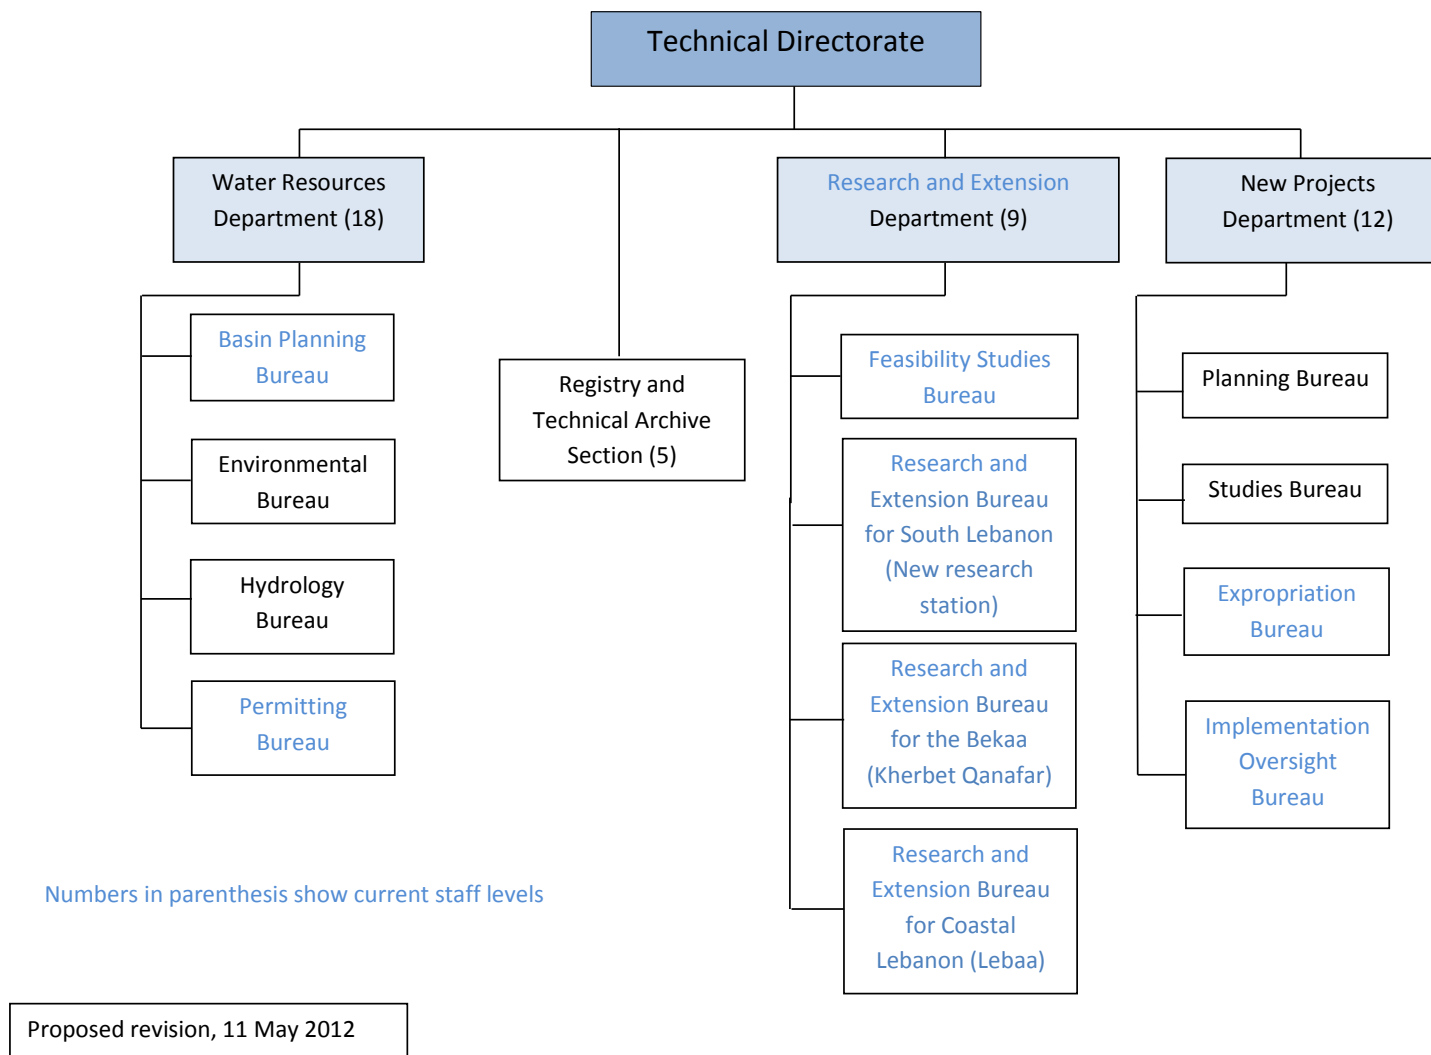 Technical Directorate
Water Resources
Department (18)
Research and Extension
Department (9)
New Projects
Department (12)
Basin Planning
Bureau
Environmental
Bureau
Hydrology
Bureau
Permitting
Bureau
Registry and
Technical Archive
Section (5)
Feasibility Studies
Bureau
Research and
Extension Bureau
for South Lebanon
(New research
station)
Research and
Extension Bureau
for the Bekaa
(Kherbet Qanafar)
Research and
Extension Bureau
for Coastal
Lebanon (Lebaa)
Planning Bureau
Studies Bureau
Expropriation
Bureau
Implementation
Oversight
Bureau
Numbers in parenthesis show current staff levels
Proposed revision, 11 May 2012